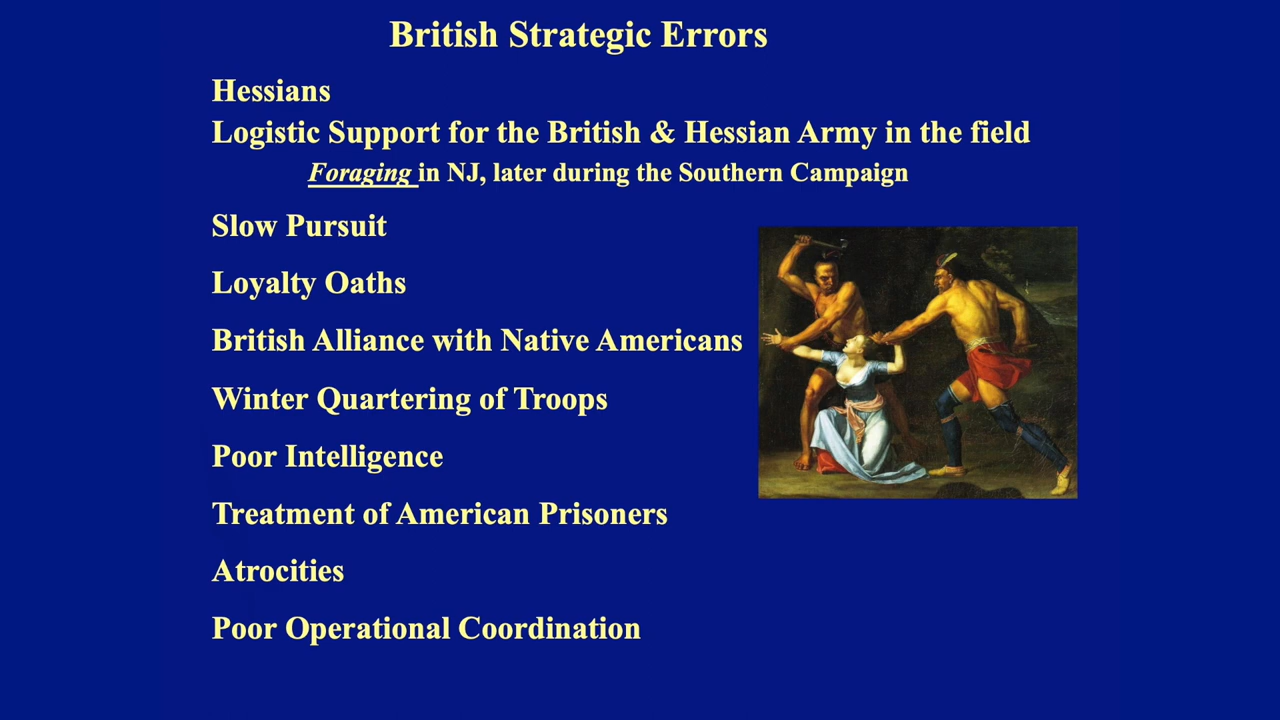 British Strategic Errors
Hessians
Logistic Support for the British & Hessian Army in the field
Foraging in NJ, later during the Southern Campaign
Slow Pursuit
Loyalty Oaths
British Alliance with Native Americans
Winter Quartering of Troops
Poor Intelligence
Treatment of American Prisoners
Atrocities
Poor Operational Coordination